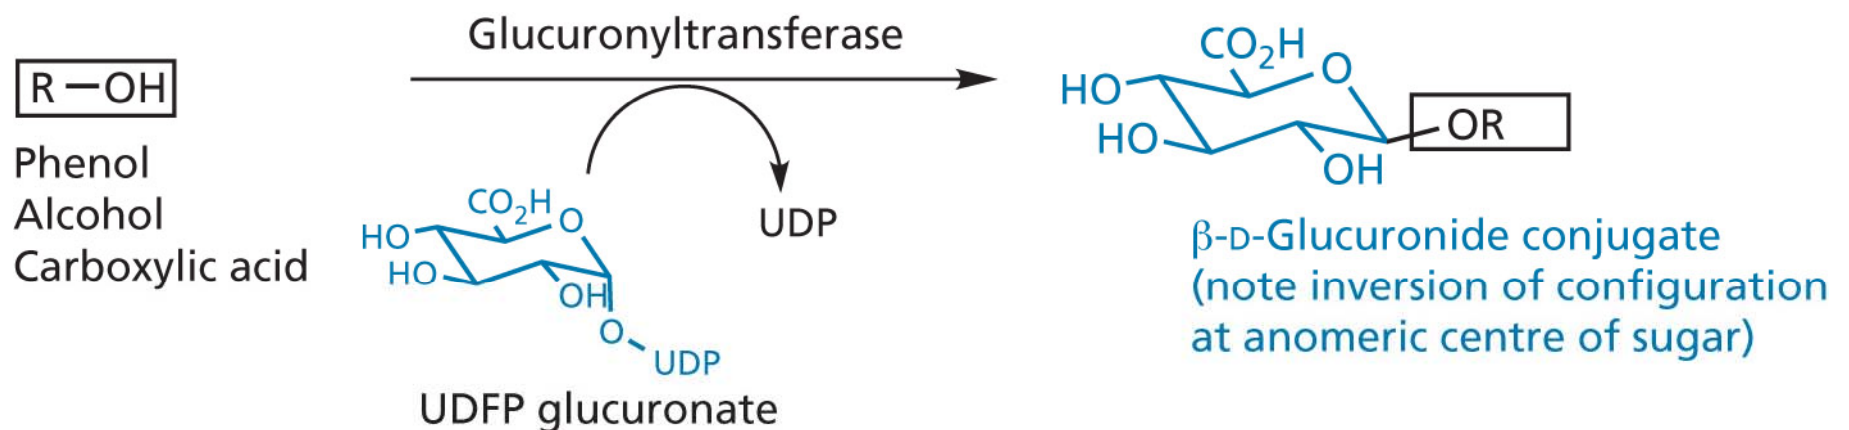 Glucuronyltransferase
R—OH
Phenol
Alcohol
Carboxylic acid
CO₂H
O
HO
HO
OH
O
UDP
UDFP glucuronate
UDP
CO₂H
O
HO
HO
OH
OR
β-D-Glucuronide conjugate
(note inversion of configuration
at anomeric centre of sugar)